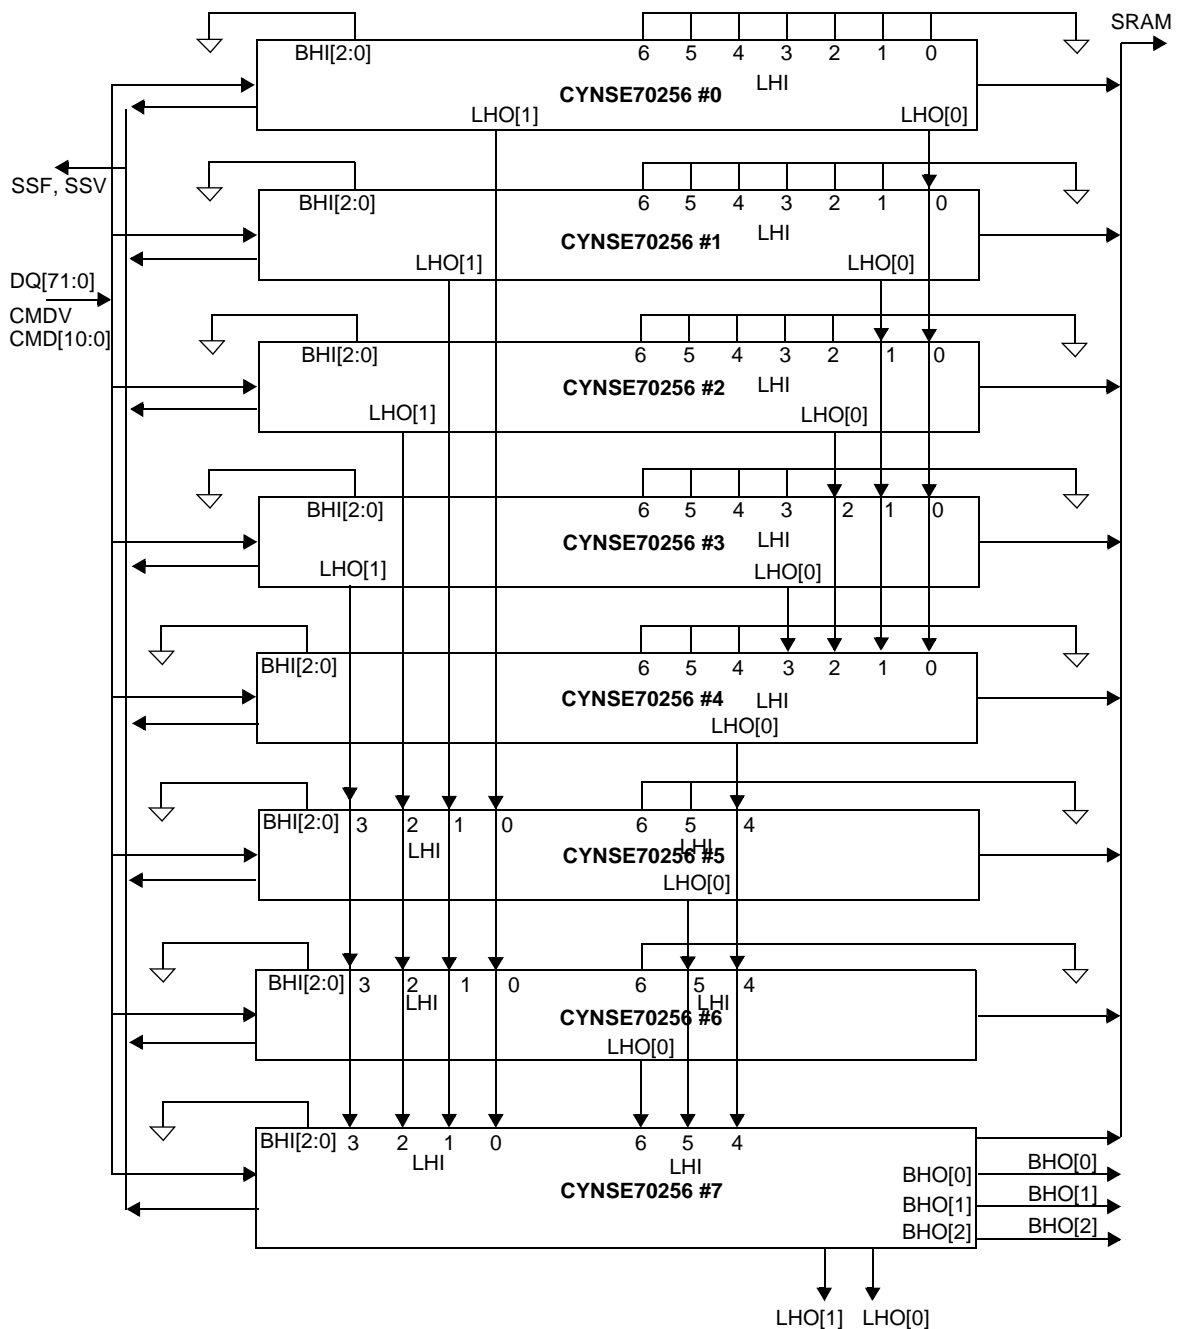 SRAM
BHI[2:0] 6 5 4 3 2 1 0
LHI
CYNSE70256 #0
LHO[1] LHO[0]
SSF, SSV
BHI[2:0] 6 5 4 3 2 1 0
LHI
CYNSE70256 #1
LHO[1] LHO[0]
DQ[71:0]
CMDV
CMD[10:0]
BHI[2:0] 6 5 4 3 2 1 0
LHI
CYNSE70256 #2
LHO[1] LHO[0]
BHI[2:0] 6 5 4 3 2 1 0
LHI
CYNSE70256 #3
LHO[1] LHO[0]
BHI[2:0] 6 5 4 3 2 1 0
LHI
CYNSE70256 #4
LHO[0]
BHI[2:0] 3 2 1 0 6 5 4
LHI LHI
CYNSE70256 #5
LHO[0]
BHI[2:0] 3 2 1 0 6 5 4
LHI LHI
CYNSE70256 #6
LHO[0]
BHI[2:0] 3 2 1 0 6 5 4
LHI LHI
CYNSE70256 #7
BHO[0] BHO[0]
BHO[1] BHO[1]
BHO[2] BHO[2]
LHO[1] LHO[0]